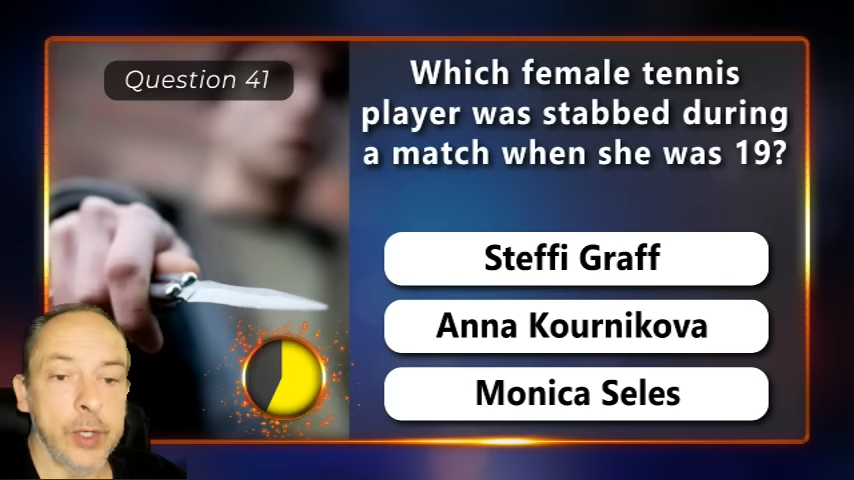 Question 41
Which female tennis
player was stabbed during
a match when she was 19?
Steffi Graff
Anna Kournikova
Monica Seles